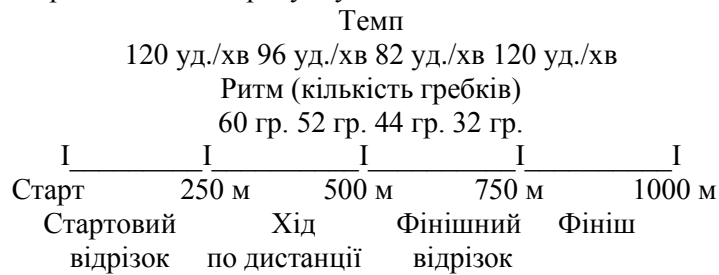 Темп
120 уд./хв 96 уд./хв 82 уд./хв 120 уд./хв
Ритм (кількість гребків)
60 гр. 52 гр. 44 гр. 32 гр.
I_________I__________I__________I__________I
Старт 250 м 500 м 750 м 1000 м
Стартовий Хід Фінішний Фініш
відрізок по дистанції відрізок